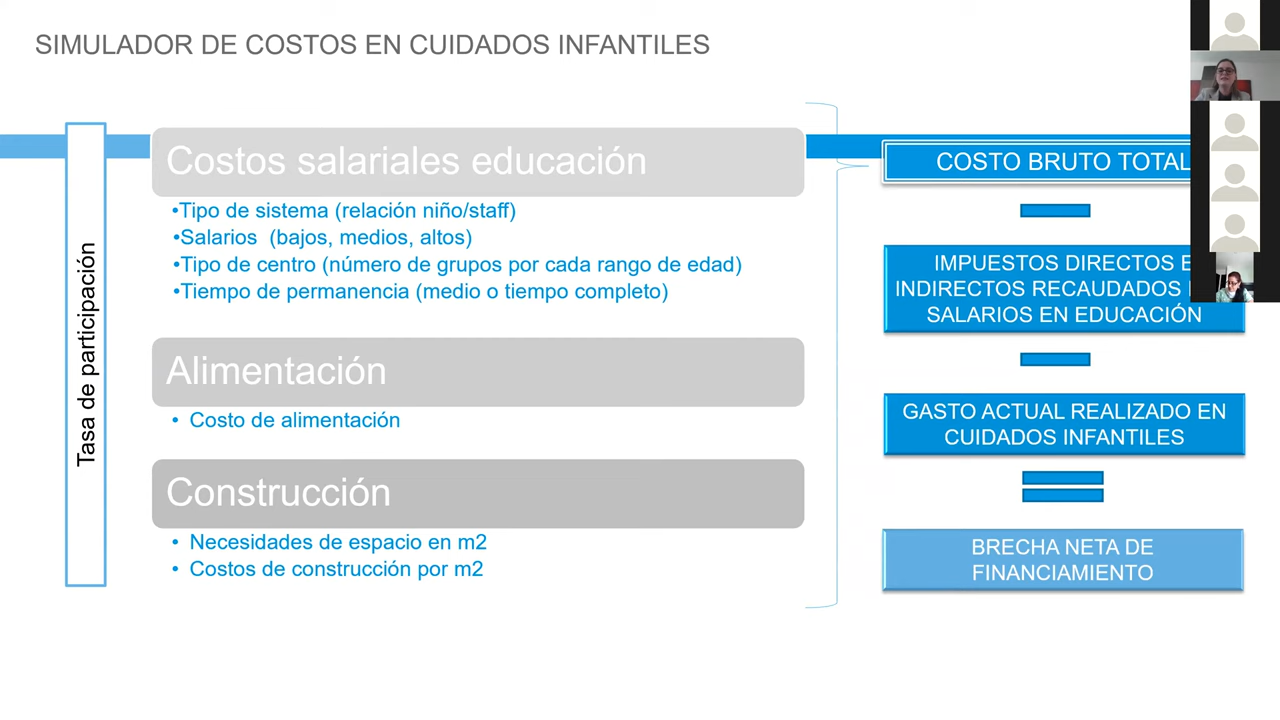 SIMULADOR DE COSTOS EN CUIDADOS INFANTILES
Tasa de participación
Costos salariales educación
•Tipo de sistema (relación niño/staff)
•Salarios (bajos, medios, altos)
•Tipo de centro (número de grupos por cada rango de edad)
•Tiempo de permanencia (medio o tiempo completo)
Alimentación
• Costo de alimentación
Construcción
• Necesidades de espacio en m2
• Costos de construcción por m2
COSTO BRUTO TOTAL
IMPUESTOS DIRECTOS E
INDIRECTOS RECAUDADOS
SALARIOS EN EDUCACIÓN
GASTO ACTUAL REALIZADO EN
CUIDADOS INFANTILES
BRECHA NETA DE
FINANCIAMIENTO